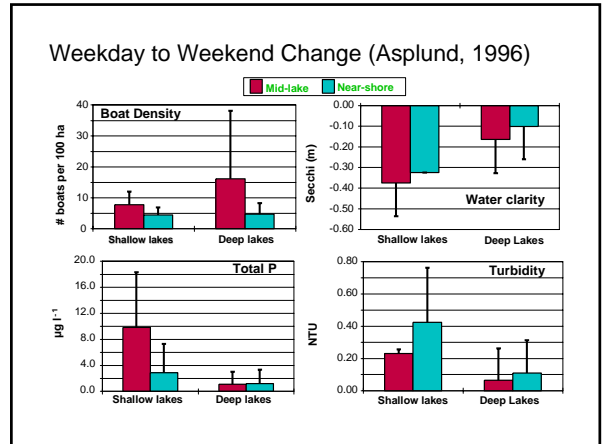 Weekday to Weekend Change (Asplund, 1996)
Mid-lake Near-shore
Boat Density
# boats per 100 ha
40
30
20
10
0
Shallow lakes Deep Lakes
Water clarity
Secchi (m)
0.00
-0.10
-0.20
-0.30
-0.40
-0.50
-0.60
Shallow lakes Deep Lakes
Total P
µg l⁻¹
20.0
16.0
12.0
8.0
4.0
0.0
Shallow lakes Deep Lakes
Turbidity
NTU
0.80
0.60
0.40
0.20
0.00
Shallow lakes Deep Lakes